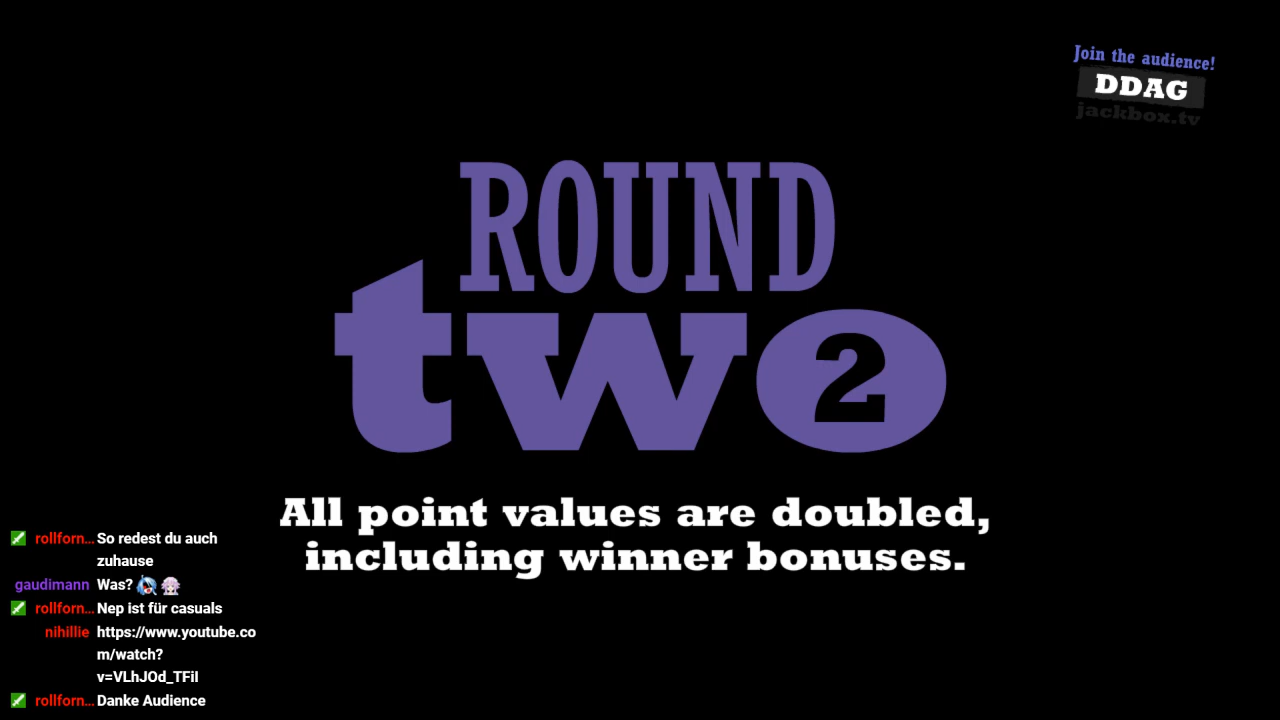 Join the audience!
DDAG
jackbox.tv
ROUND
two
2
All point values are doubled,
including winner bonuses.
rollforn... So redest du auch
zuhause
gaudimann Was?
rollforn... Nep ist für casuals
nihillie https://www.youtube.co
m/watch?
v=VLhJOd_TFiI
rollforn... Danke Audience